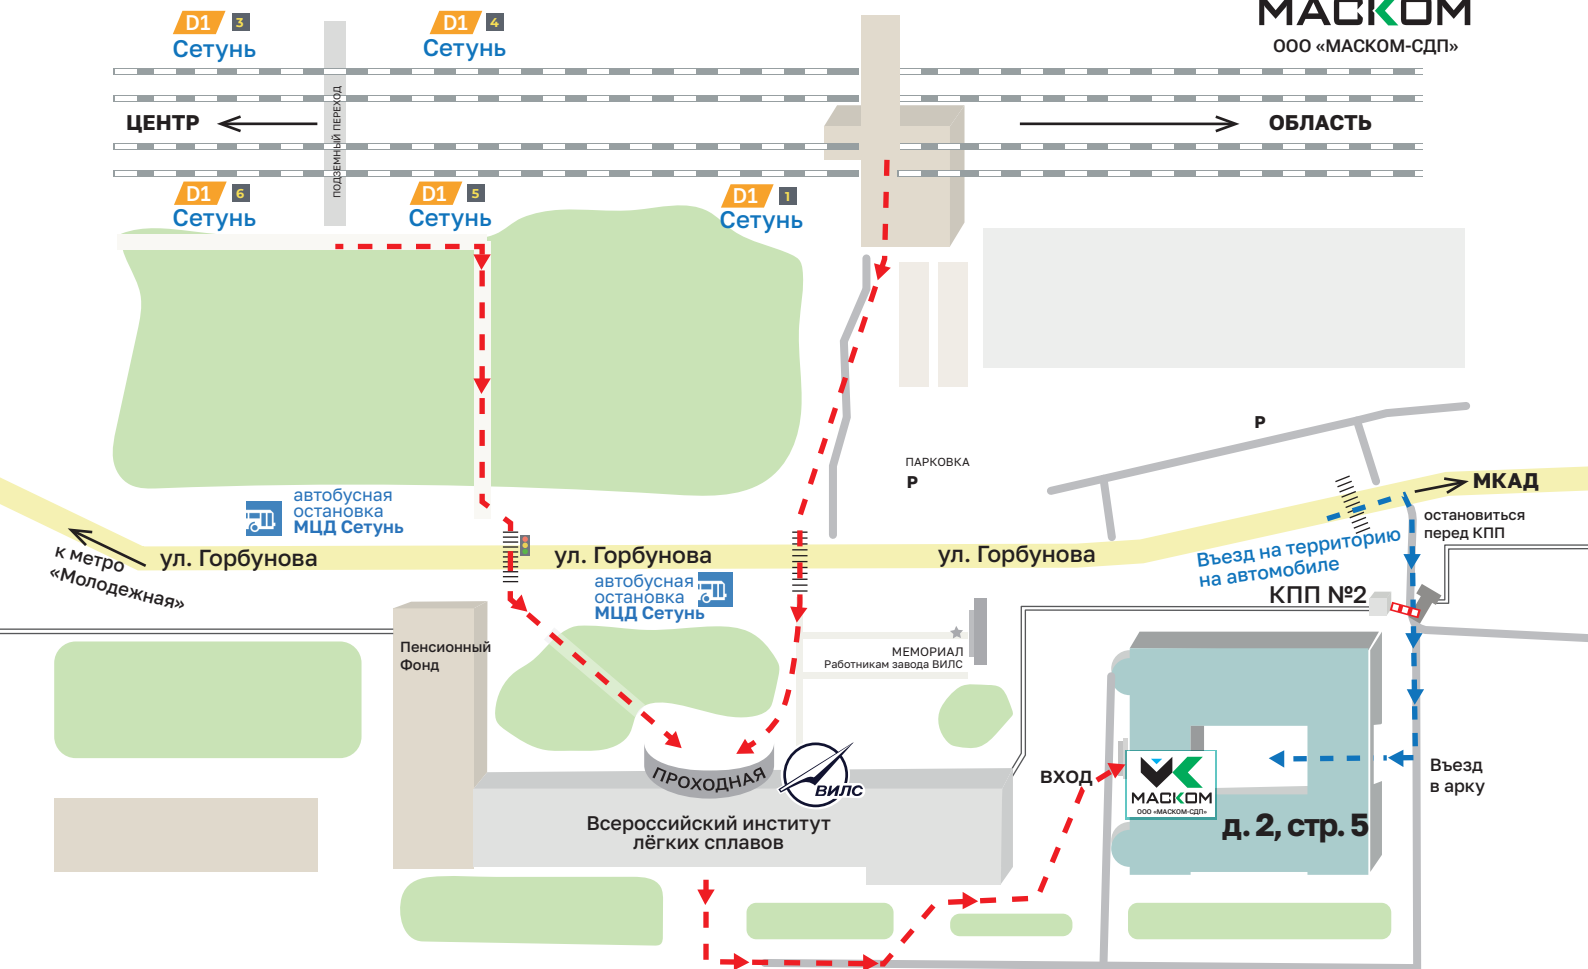 D1 3
Сетунь
D1 4
Сетунь
МАСКОМ
ООО «МАСКОМ-СДП»
ПОДЗЕМНЫЙ ПЕРЕХОД
ЦЕНТР
ОБЛАСТЬ
D1 6
Сетунь
D1 5
Сетунь
D1 1
Сетунь
P
ПАРКОВКА
P
МКАД
автобусная
остановка
МЦД Сетунь
остановиться
перед КПП
к метро
«Молодежная»
ул. Горбунова
ул. Горбунова
ул. Горбунова
Въезд на территорию
на автомобиле
автобусная
остановка
МЦД Сетунь
КПП №2
Пенсионный
Фонд
МЕМОРИАЛ
Работникам завода ВИЛС
ПРОХОДНАЯ
ВИЛС
ВХОД
МАСКОМ
ООО «МАСКОМ-СДП»
Въезд
в арку
Всероссийский институт
лёгких сплавов
д. 2, стр. 5